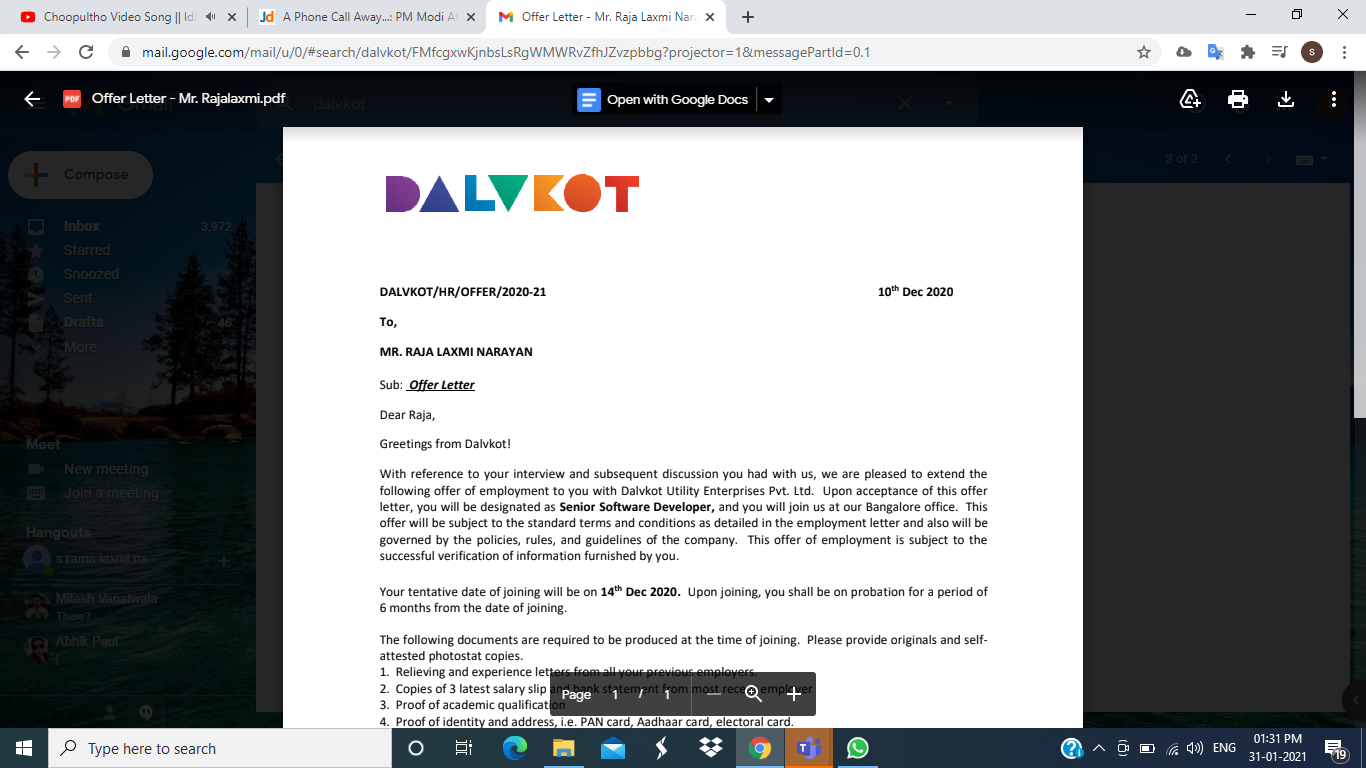 Choopultho Video Song || Idi
A Phone Call Away...: PM Modi At
Offer Letter - Mr. Raja Laxmi Nar
mail.google.com/mail/u/0/#search/dalvkot/FMfcgxwKjnbsLsRgWMWRvZfhJZvzpbbg?projector=1&messagePartId=0.1
S
PDF
Offer Letter - Mr. Rajalaxmi.pdf
dalvkot
Open with Google Docs
Compose
3 of 3
Inbox 3,972
Starred
Snoozed
Sent
Drafts 46
More
Meet
New meeting
Join a meeting
Hangouts
s rama laxmi na
Mitesh Vanatwala
There?
Abhik Paul
DALVKOT
DALVKOT/HR/OFFER/2020-21 10th Dec 2020
To,
MR. RAJA LAXMI NARAYAN
Sub: Offer Letter
Dear Raja,
Greetings from Dalvkot!
With reference to your interview and subsequent discussion you had with us, we are pleased to extend the
following offer of employment to you with Dalvkot Utility Enterprises Pvt. Ltd. Upon acceptance of this offer
letter, you will be designated as Senior Software Developer, and you will join us at our Bangalore office. This
offer will be subject to the standard terms and conditions as detailed in the employment letter and also will be
governed by the policies, rules, and guidelines of the company. This offer of employment is subject to the
successful verification of information furnished by you.
Your tentative date of joining will be on 14th Dec 2020. Upon joining, you shall be on probation for a period of
6 months from the date of joining.
The following documents are required to be produced at the time of joining. Please provide originals and self-
attested photostat copies.
1. Relieving and experience letters from all your previous employers.
2. Copies of 3 latest salary slip and bank statement from most recent employer
3. Proof of academic qualification
4. Proof of identity and address, i.e. PAN card, Aadhaar card, electoral card.
Page 1 / 1
Type here to search
ENG
01:31 PM
31-01-2021
19